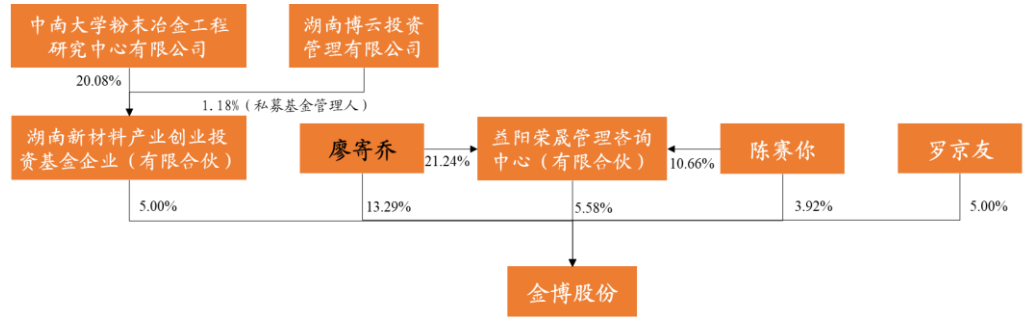 中南大学粉末冶金工程
研究中心有限公司
湖南博云投资
管理有限公司
20.08%
1.18%（私募基金管理人）
湖南新材料产业创业投
资基金企业（有限合伙）
廖寄乔
21.24%
益阳荣晟管理咨询
中心（有限合伙）
10.66%
陈赛你
罗京友
5.00%
13.29%
5.58%
3.92%
5.00%
金博股份